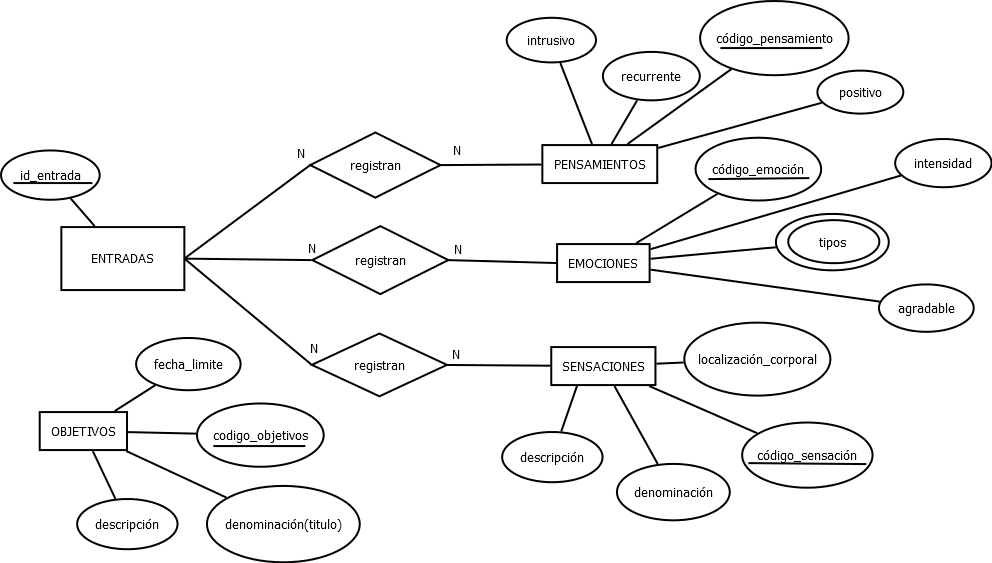 intrusivo
código_pensamiento
recurrente
positivo
N
registran
N
PENSAMIENTOS
id_entrada
código_emoción
intensidad
ENTRADAS
N
registran
N
EMOCIONES
tipos
agradable
N
registran
N
SENSACIONES
localización_corporal
fecha_limite
OBJETIVOS
codigo_objetivos
descripción
código_sensación
denominación
descripción
denominación(titulo)